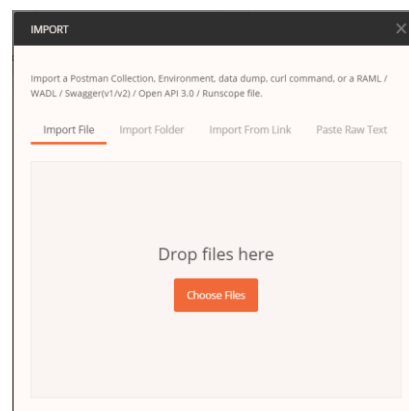 IMPORT
Import a Postman Collection, Environment, data dump, curl command, or a RAML /
WADL / Swagger(v1/v2) / Open API 3.0 / Runscope file.
Import File Import Folder Import From Link Paste Raw Text
Drop files here
Choose Files